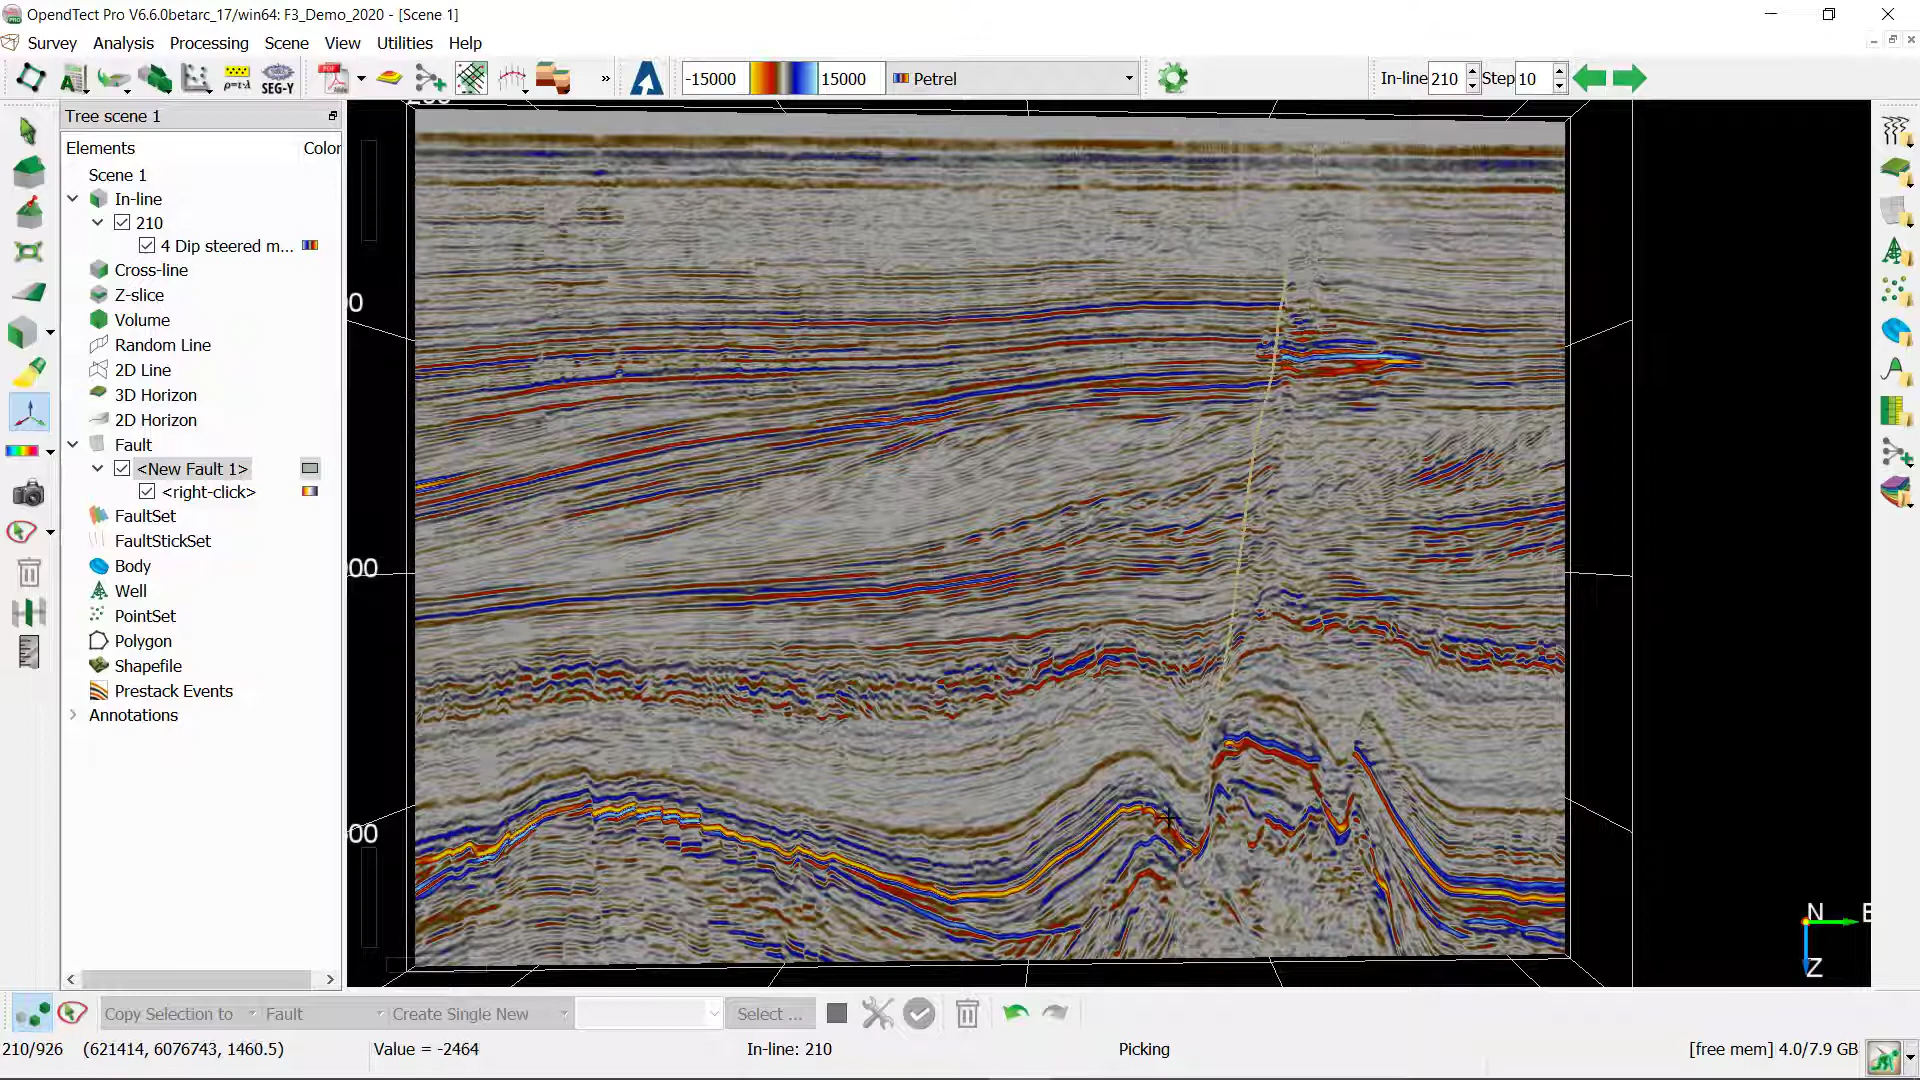 OpendTect Pro V6.6.0betarc_17/win64: F3_Demo_2020 - [Scene 1]
Survey Analysis Processing Scene View Utilities Help
PDF SEG-Y » -15000 15000 Petrel In-line 210 Step 10
Tree scene 1
Elements Color
Scene 1
In-line
210
4 Dip steered m...
Cross-line
Z-slice
Volume
Random Line
2D Line
3D Horizon
2D Horizon
Fault
<New Fault 1>
<right-click>
FaultSet
FaultStickSet
Body
Well
PointSet
Polygon
Shapefile
Prestack Events
Annotations
N
Z
Copy Selection to Fault Create Single New Select ...
210/926 (621414, 6076743, 1460.5) Value = -2464 In-line: 210 Picking [free mem] 4.0/7.9 GB